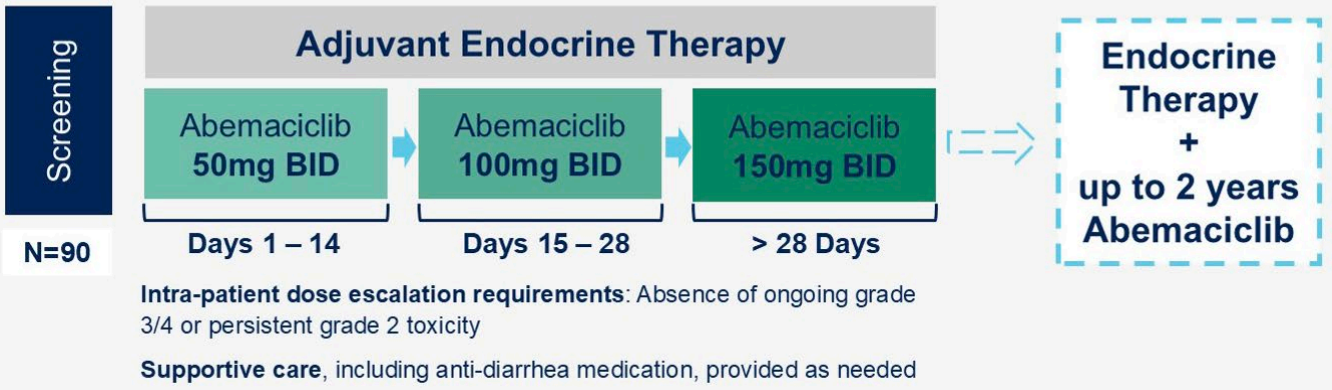 Screening
N=90
Adjuvant Endocrine Therapy
Abemaciclib
50mg BID
Abemaciclib
100mg BID
Abemaciclib
150mg BID
Days 1 – 14
Days 15 – 28
> 28 Days
Endocrine
Therapy
+
up to 2 years
Abemaciclib
Intra-patient dose escalation requirements: Absence of ongoing grade
3/4 or persistent grade 2 toxicity
Supportive care, including anti-diarrhea medication, provided as needed